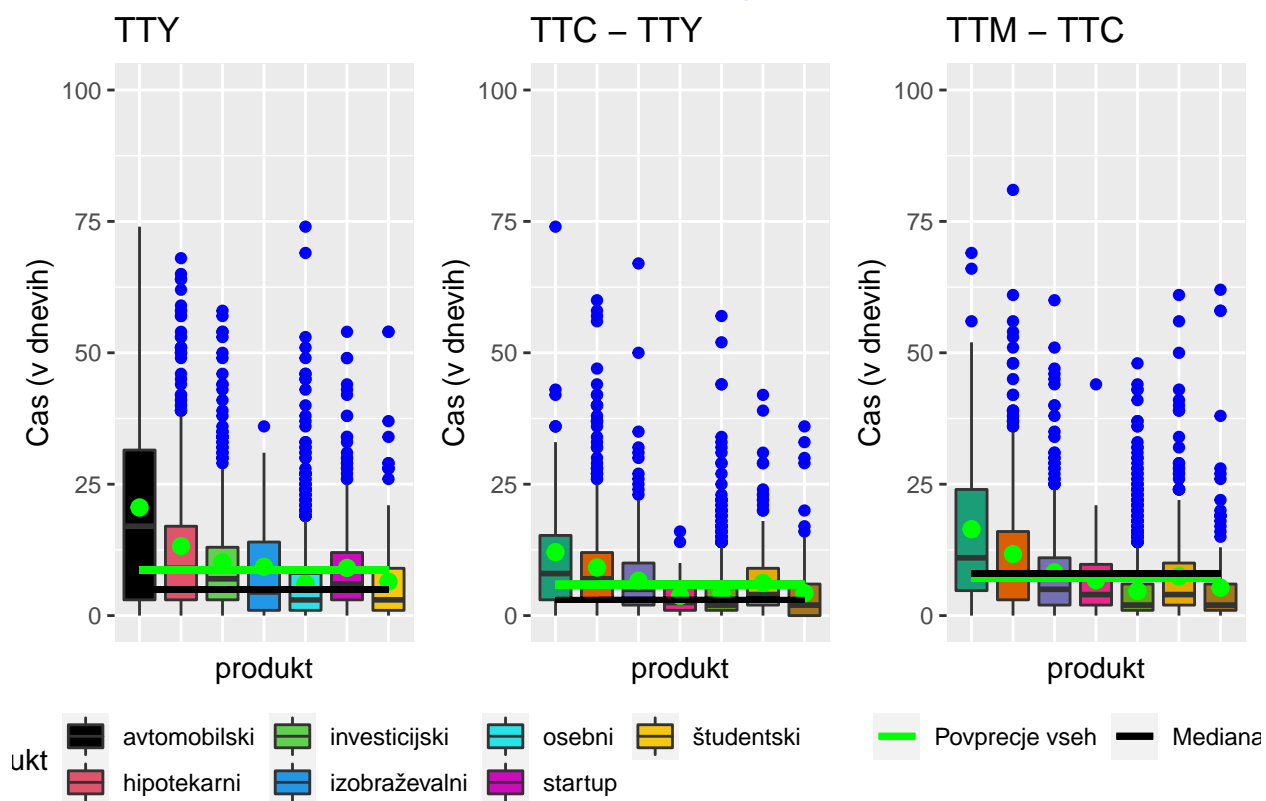 TTY
TTC – TTY
TTM – TTC
100
75
50
25
0
Cas (v dnevih)
produkt
100
75
50
25
0
Cas (v dnevih)
produkt
100
75
50
25
0
Cas (v dnevih)
produkt
ukt
avtomobilski
investicijski
osebni
študentski
hipotekarni
izobraževalni
startup
Povprecje vseh
Mediana